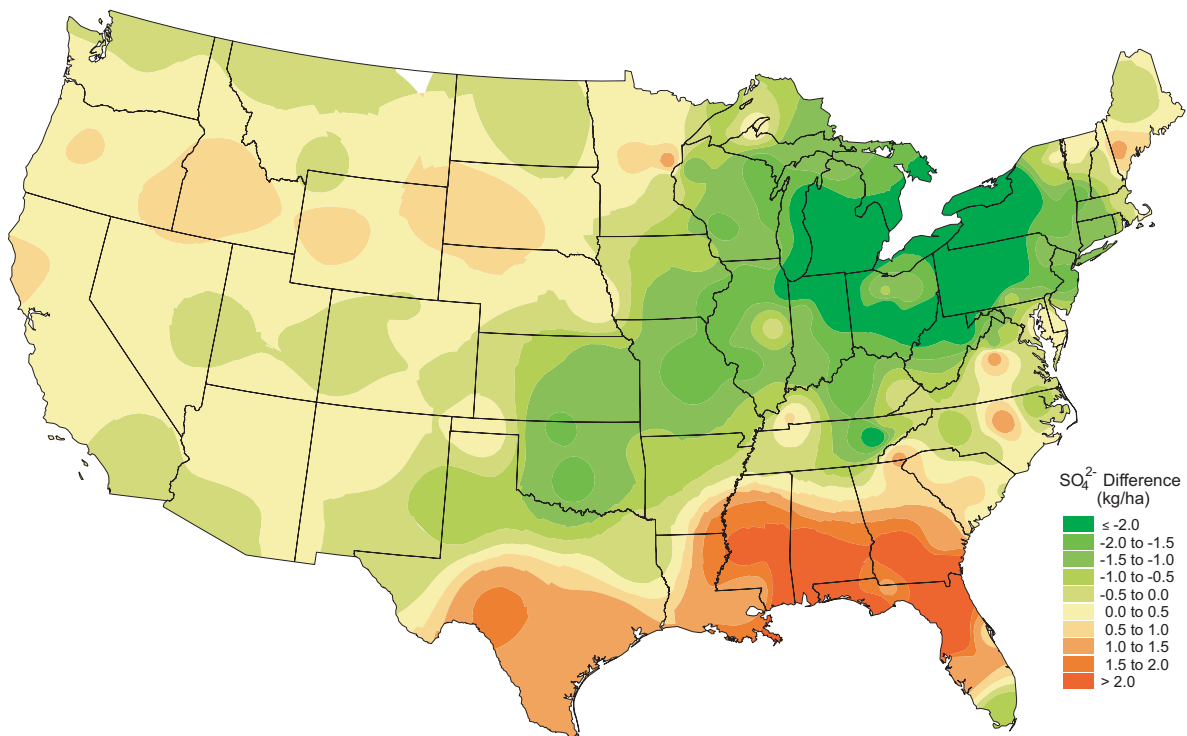 SO₄²⁻ Difference
(kg/ha)
≤ -2.0
-2.0 to -1.5
-1.5 to -1.0
-1.0 to -0.5
-0.5 to 0.0
0.0 to 0.5
0.5 to 1.0
1.0 to 1.5
1.5 to 2.0
> 2.0